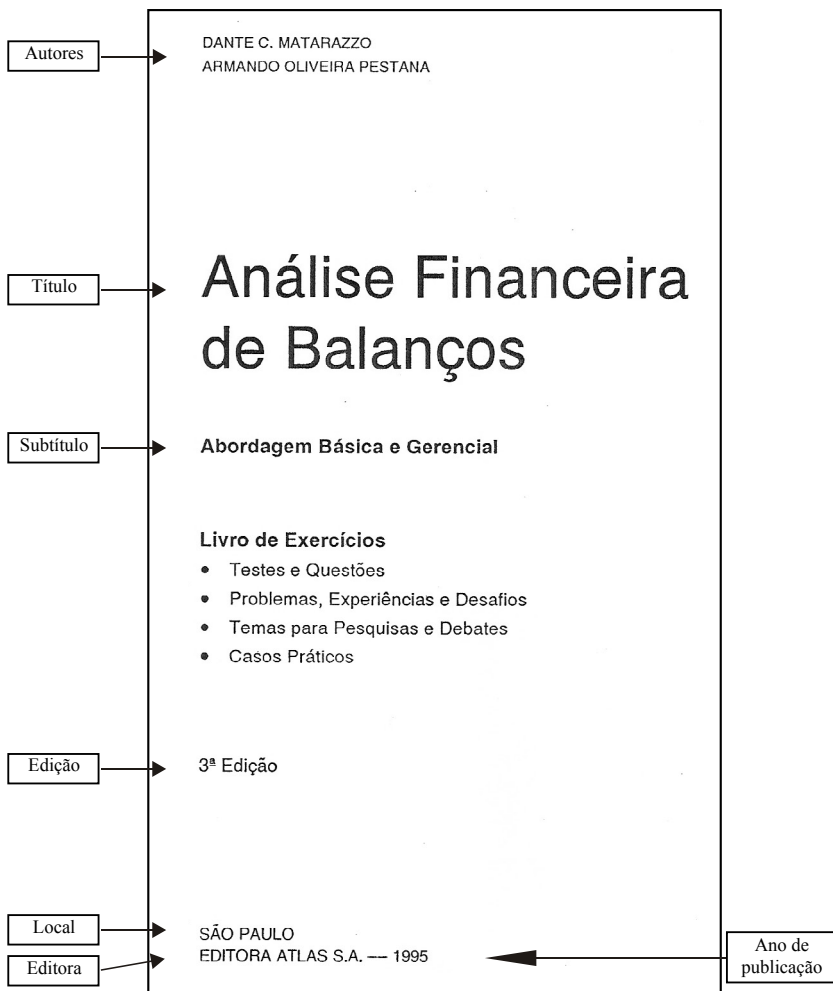 Autores
DANTE C. MATARAZZO
ARMANDO OLIVEIRA PESTANA
Título
Análise Financeira
de Balanços
Subtítulo
Abordagem Básica e Gerencial
Livro de Exercícios
• Testes e Questões
• Problemas, Experiências e Desafios
• Temas para Pesquisas e Debates
• Casos Práticos
Edição
3ª Edição
Local
SÃO PAULO
Editora
EDITORA ATLAS S.A. — 1995
Ano de
publicação